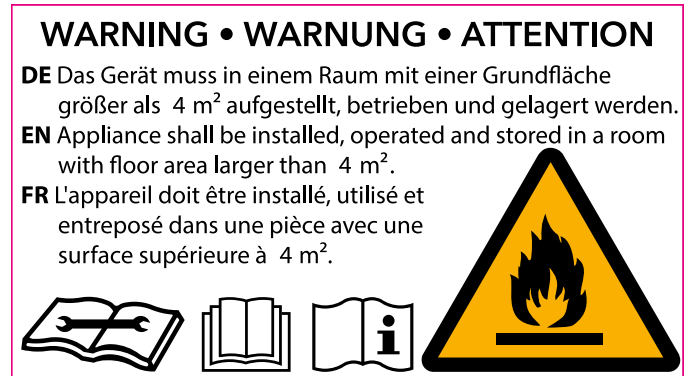 WARNING • WARNUNG • ATTENTION
DE Das Gerät muss in einem Raum mit einer Grundfläche
größer als 4 m² aufgestellt, betrieben und gelagert werden.
EN Appliance shall be installed, operated and stored in a room
with floor area larger than 4 m².
FR L'appareil doit être installé, utilisé et
entreposé dans une pièce avec une
surface supérieure à 4 m².
i